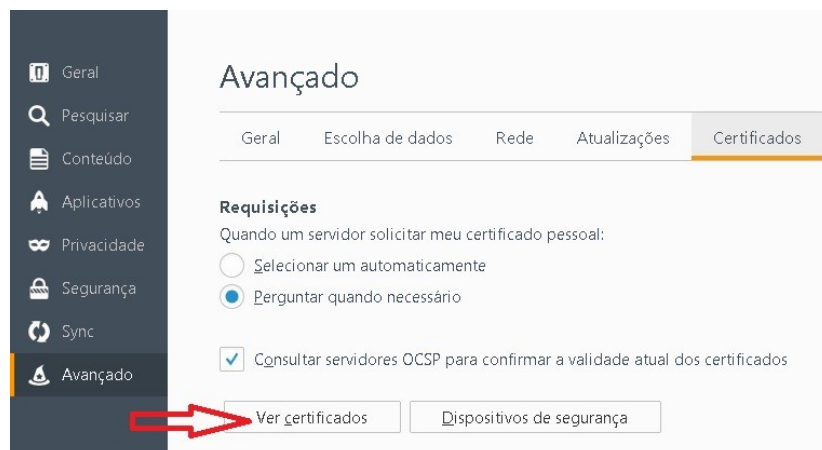 Geral
Pesquisar
Conteúdo
Aplicativos
Privacidade
Segurança
Sync
Avançado
Avançado
Geral Escolha de dados Rede Atualizações Certificados
Requisições
Quando um servidor solicitar meu certificado pessoal:
Selecionar um automaticamente
Perguntar quando necessário
Consultar servidores OCSP para confirmar a validade atual dos certificados
Ver certificados Dispositivos de segurança